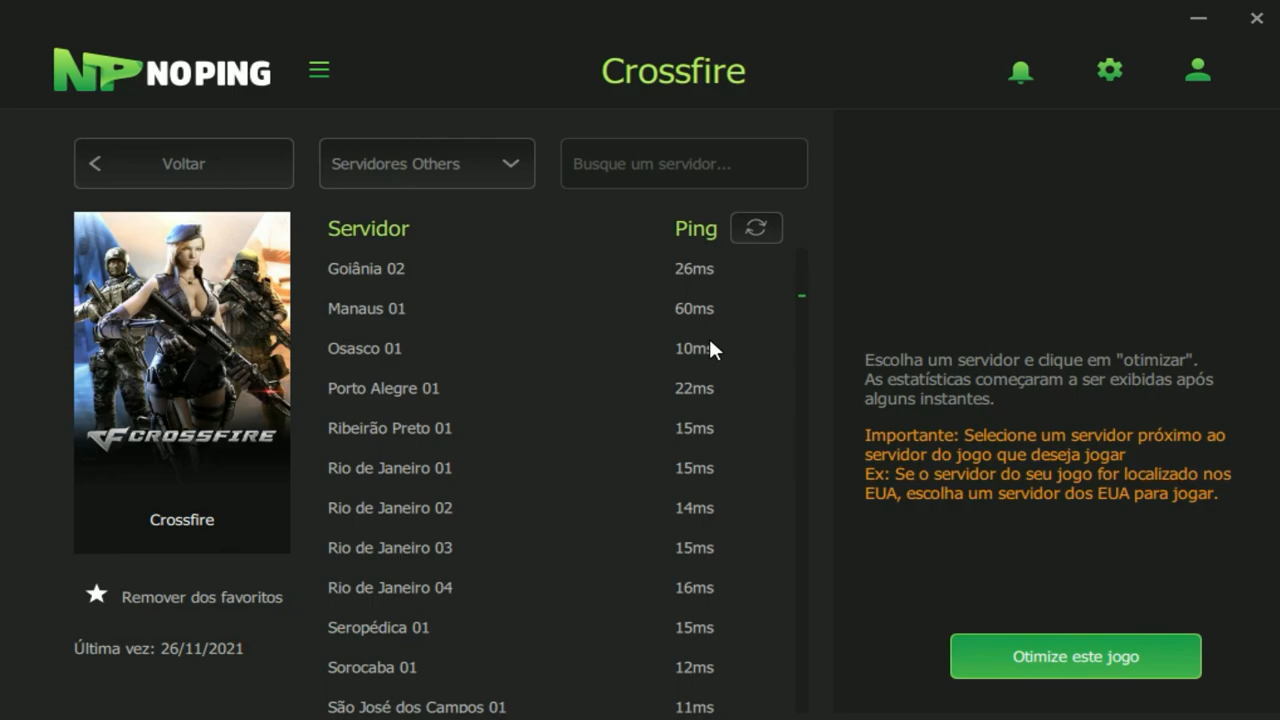 NP NOPING
Crossfire
Voltar
Servidores Others
Busque um servidor...
Servidor Ping
Goiânia 02 26ms
Manaus 01 60ms
Osasco 01 10ms
Porto Alegre 01 22ms
Ribeirão Preto 01 15ms
Rio de Janeiro 01 15ms
Rio de Janeiro 02 14ms
Rio de Janeiro 03 15ms
Rio de Janeiro 04 16ms
Seropédica 01 15ms
Sorocaba 01 12ms
São José dos Campos 01 11ms
CF CROSSFIRE
Crossfire
Remover dos favoritos
Última vez: 26/11/2021
Escolha um servidor e clique em "otimizar".
As estatísticas começaram a ser exibidas após
alguns instantes.
Importante: Selecione um servidor próximo ao
servidor do jogo que deseja jogar
Ex: Se o servidor do seu jogo for localizado nos
EUA, escolha um servidor dos EUA para jogar.
Otimize este jogo